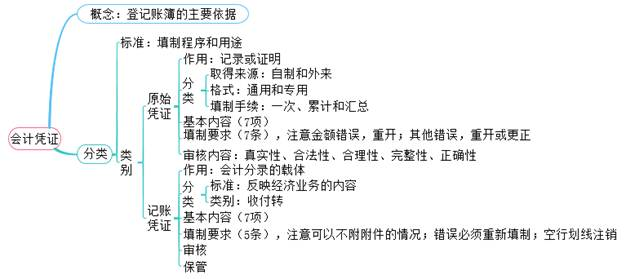 概念：登记账簿的主要依据
标准：填制程序和用途
作用：记录或证明
取得来源：自制和外来
分类
格式：通用和专用
原始凭证
填制手续：一次、累计和汇总
基本内容（7项）
填制要求（7条），注意金额错误，重开；其他错误，重开或更正
会计凭证
分类
类别
审核内容：真实性、合法性、合理性、完整性、正确性
作用：会计分录的载体
分类
标准：反映经济业务的内容
类别：收付转
记账凭证
基本内容（7项）
填制要求（5条），注意可以不附附件的情况；错误必须重新填制；空行划线注销
审核
保管